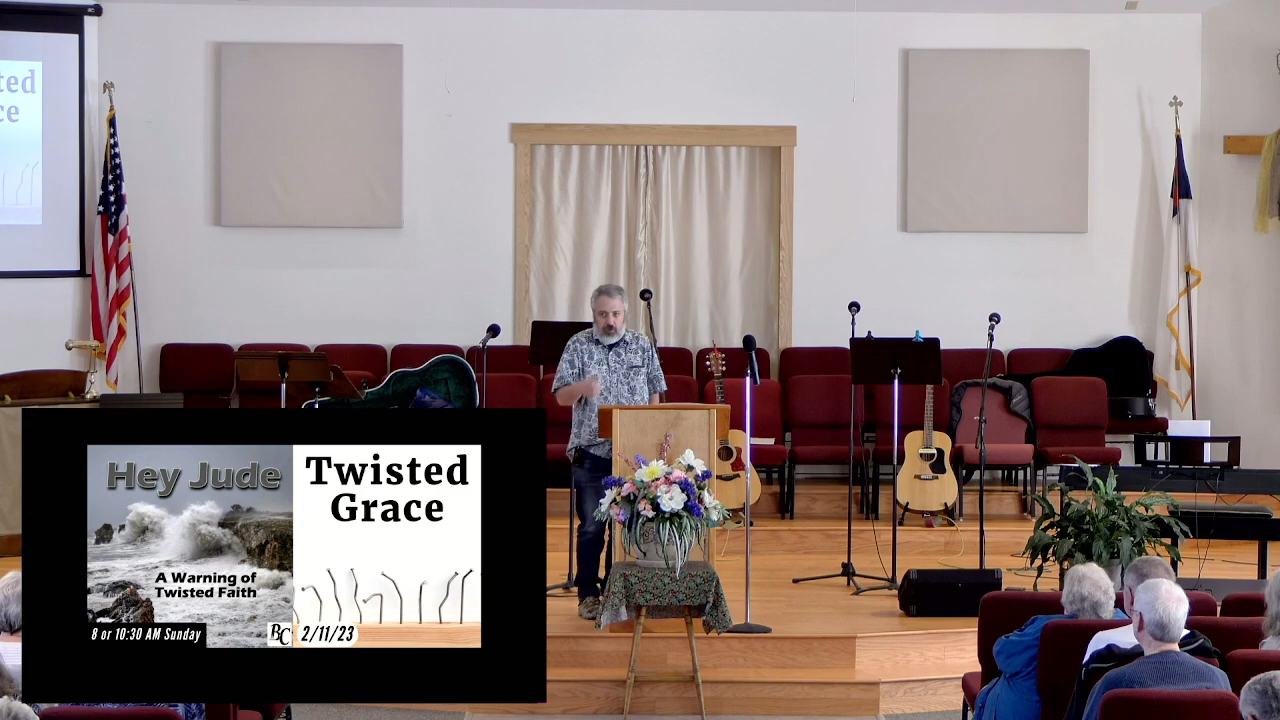 ted
ce
Hey Jude
A Warning of
Twisted Faith
8 or 10:30 AM Sunday
Twisted
Grace
BC
2/11/23